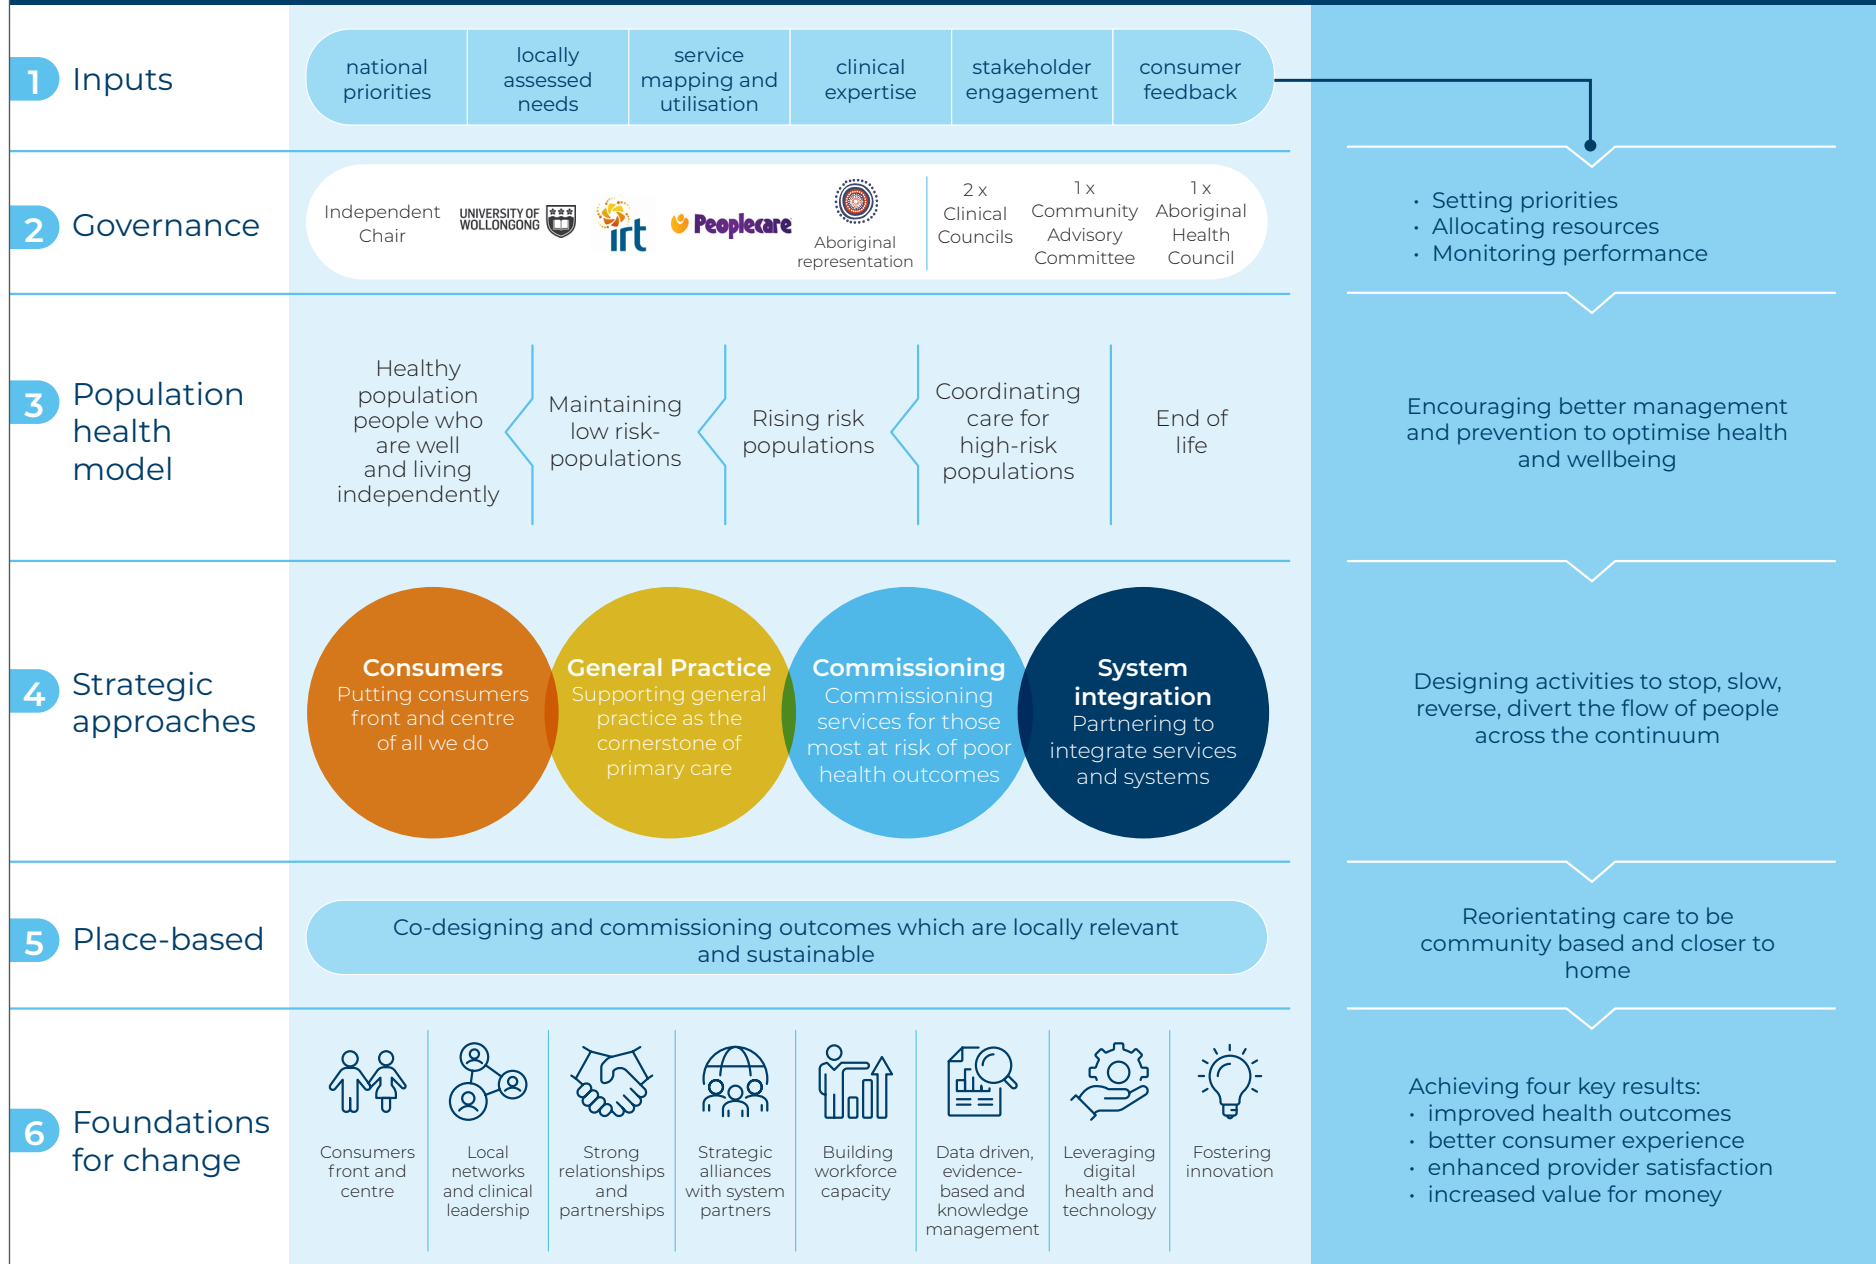 1 Inputs
national
priorities
locally
assessed
needs
service
mapping and
utilisation
clinical
expertise
stakeholder
engagement
consumer
feedback
2 Governance
Independent
Chair
UNIVERSITY OF
WOLLONGONG
irt
Peoplecare
Aboriginal
representation
2 x
Clinical
Councils
1 x
Community
Advisory
Committee
1 x
Aboriginal
Health
Council
• Setting priorities
• Allocating resources
• Monitoring performance
3 Population
health
model
Healthy
population
people who
are well
and living
independently
Maintaining
low risk-
populations
Rising risk
populations
Coordinating
care for
high-risk
populations
End of
life
Encouraging better management
and prevention to optimise health
and wellbeing
4 Strategic
approaches
Consumers
Putting consumers
front and centre
of all we do
General Practice
Supporting general
practice as the
cornerstone of
primary care
Commissioning
Commissioning
services for those
most at risk of poor
health outcomes
System
integration
Partnering to
integrate services
and systems
Designing activities to stop, slow,
reverse, divert the flow of people
across the continuum
5 Place-based
Co-designing and commissioning outcomes which are locally relevant
and sustainable
Reorientating care to be
community based and closer to
home
6 Foundations
for change
Consumers
front and
centre
Local
networks
and clinical
leadership
Strong
relationships
and
partnerships
Strategic
alliances
with system
partners
Building
workforce
capacity
Data driven,
evidence-
based and
knowledge
management
Leveraging
digital
health and
technology
Fostering
innovation
Achieving four key results:
• improved health outcomes
• better consumer experience
• enhanced provider satisfaction
• increased value for money